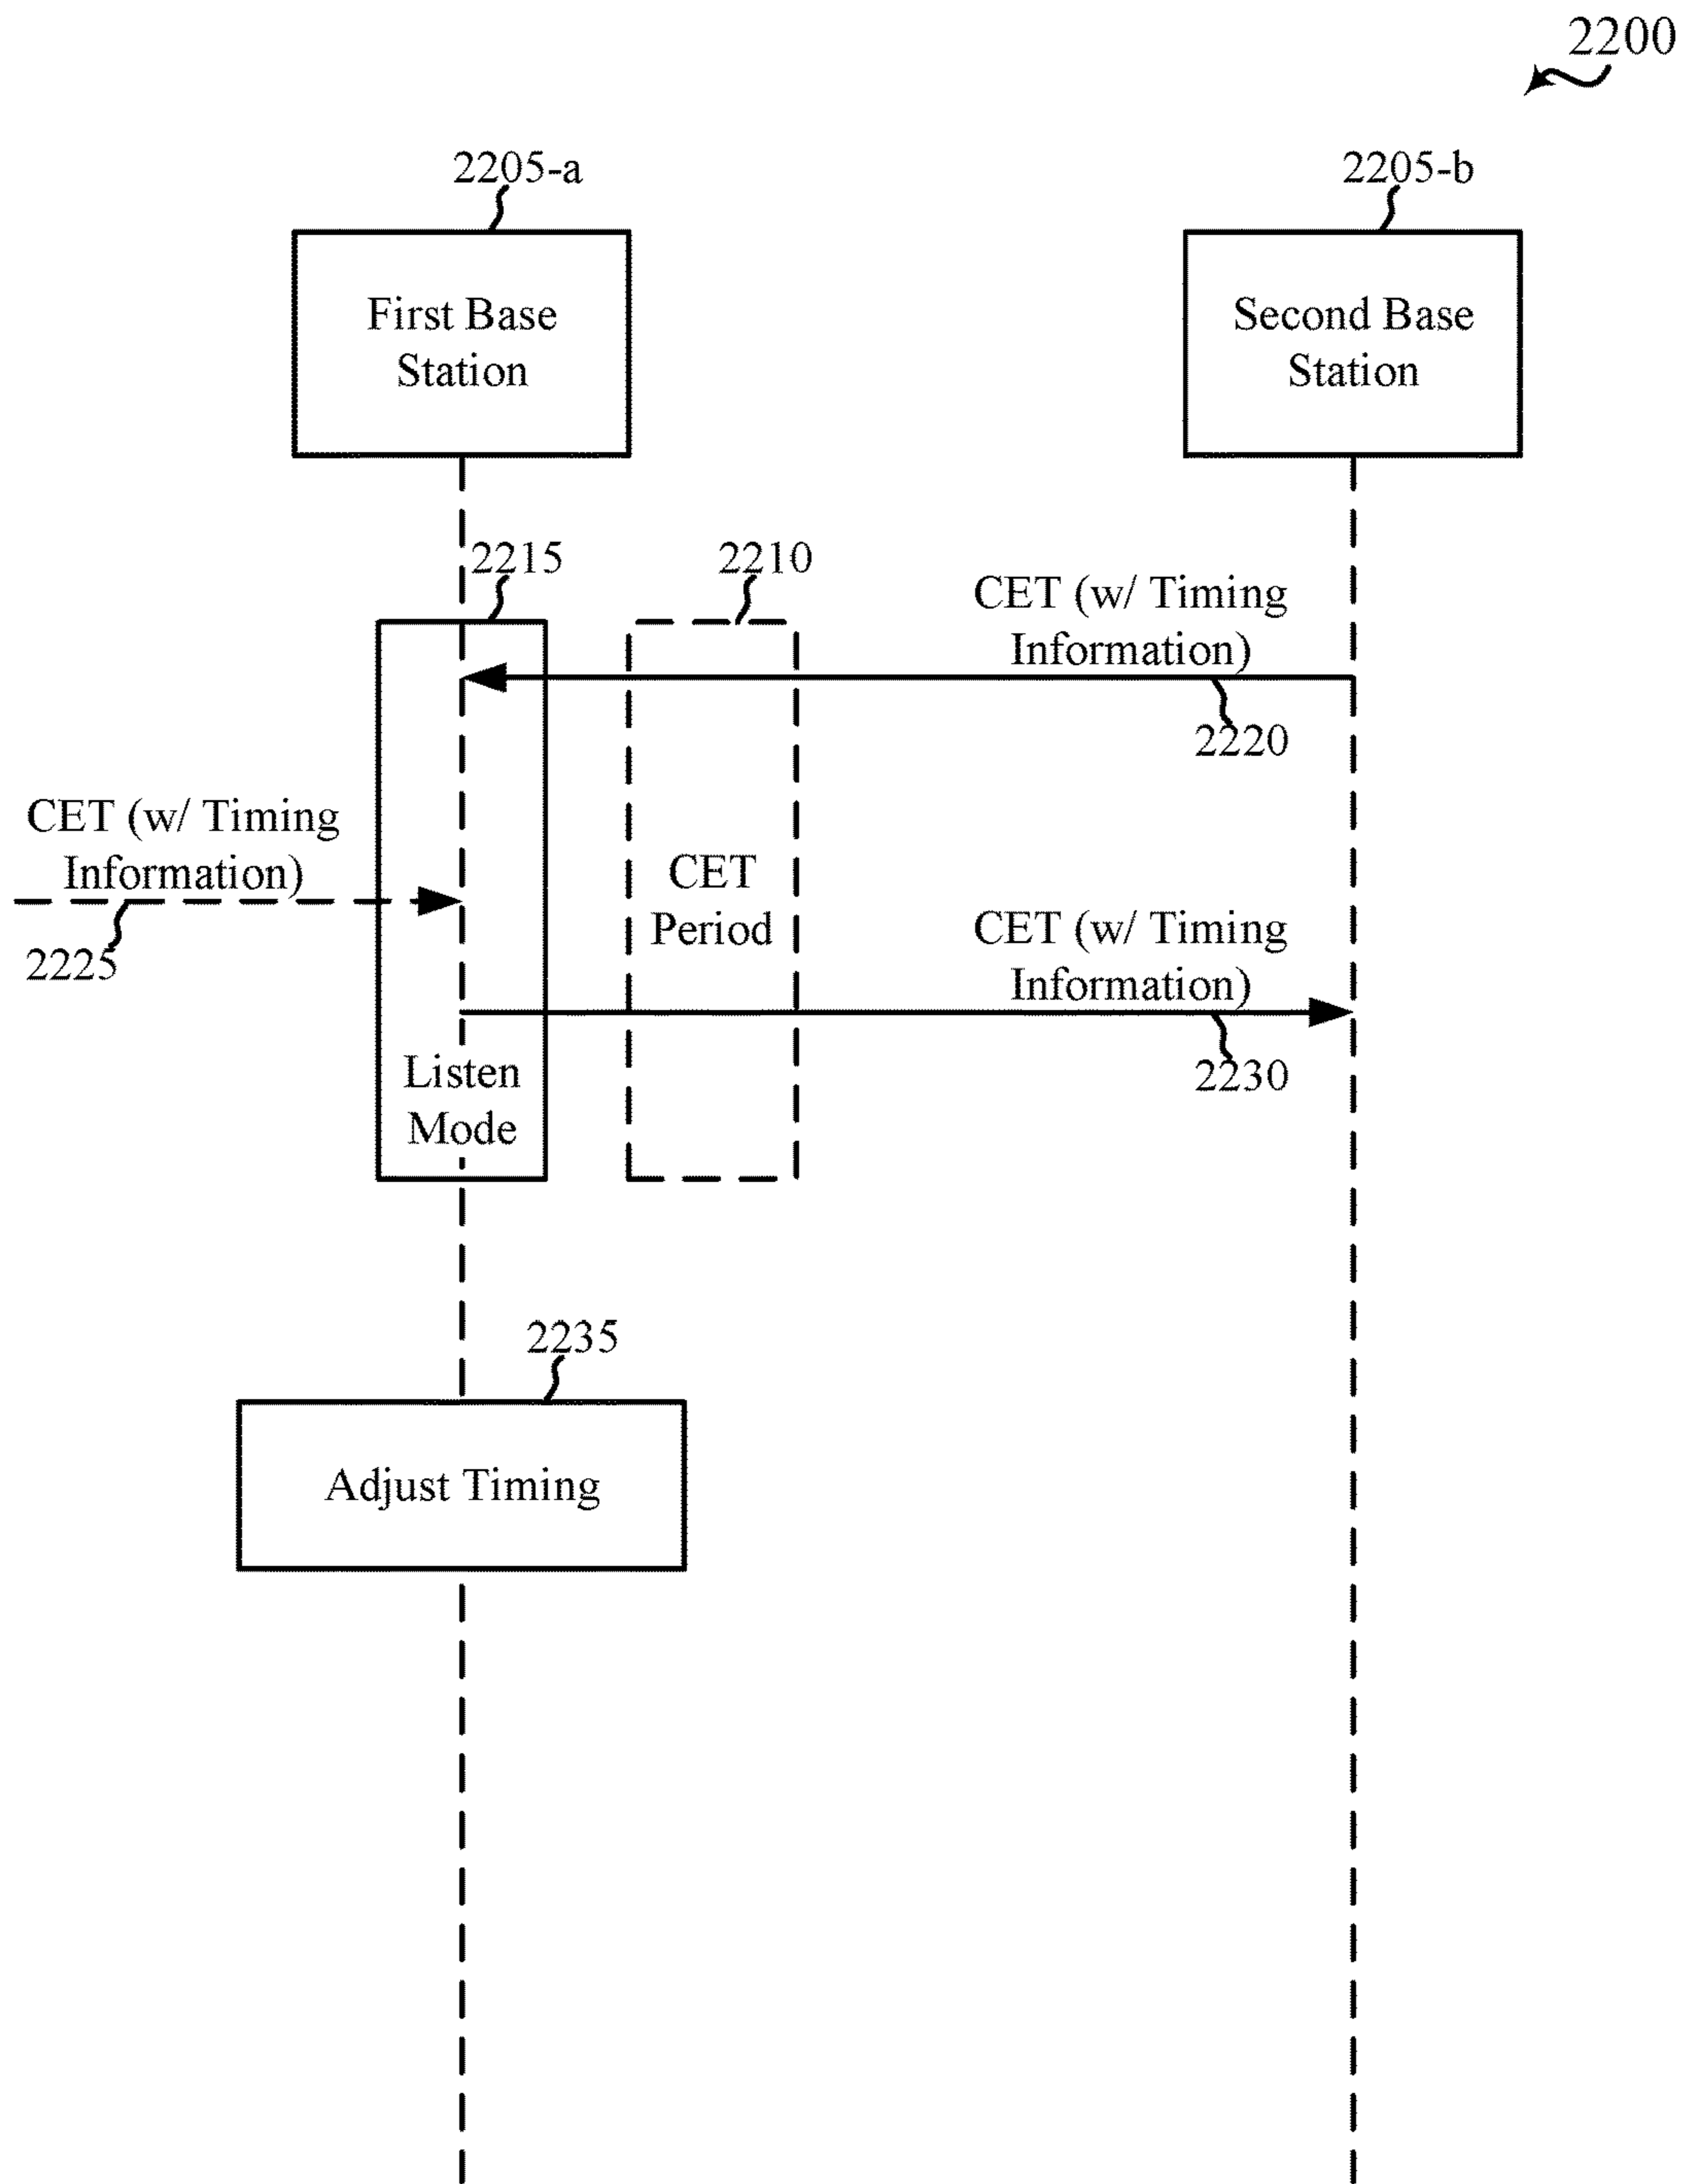 2200
2205-a
2205-b
First Base
Station
Second Base
Station
2215
2210
CET (w/ Timing
Information)
2220
CET (w/ Timing
Information)
2225
CET
Period
CET (w/ Timing
Information)
2230
Listen
Mode
2235
Adjust Timing